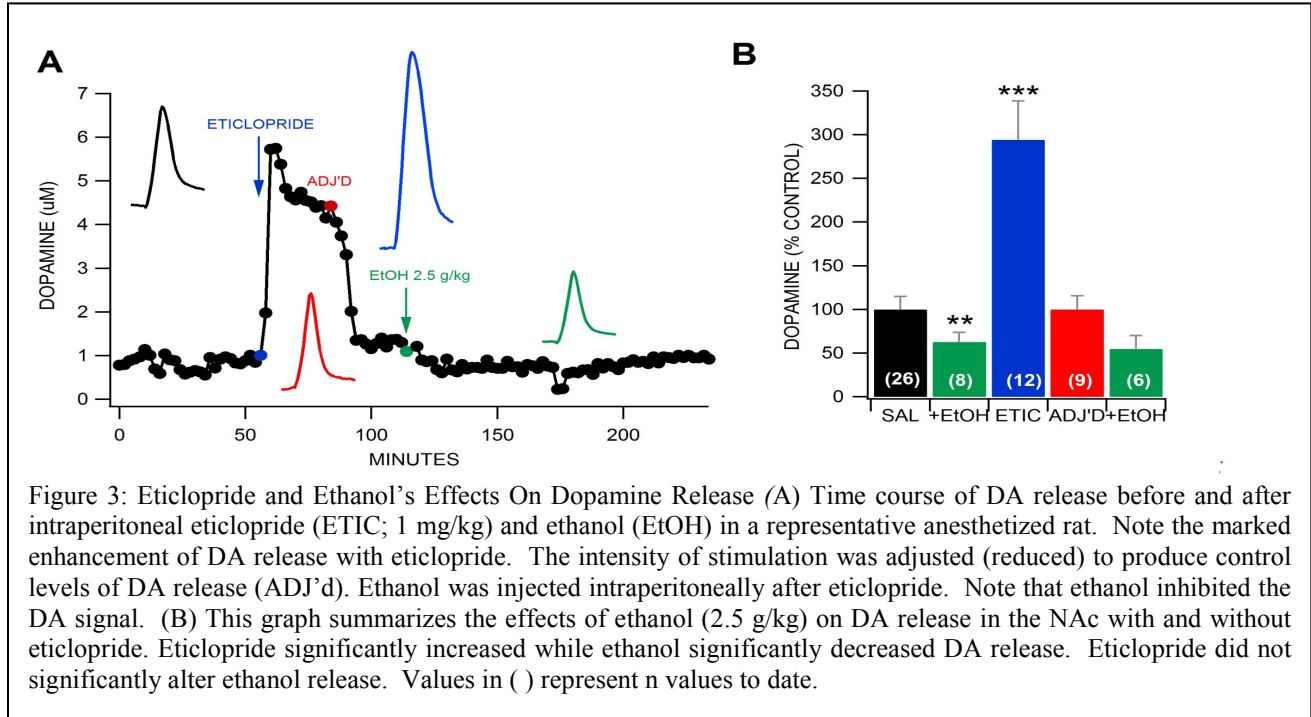 A
7
6
5
4
3
2
1
0
DOPAMINE (uM)
ETICLOPRIDE
ADJ'D
EtOH 2.5 g/kg
0 50 100 150 200
MINUTES
B
350
300
250
200
150
100
50
0
DOPAMINE (% CONTROL)
**
***
(26) (8) (12) (9) (6)
SAL +EtOH ETIC ADJ'D +EtOH
Figure 3: Eticlopride and Ethanol's Effects On Dopamine Release (A) Time course of DA release before and after
intraperitoneal eticlopride (ETIC; 1 mg/kg) and ethanol (EtOH) in a representative anesthetized rat. Note the marked
enhancement of DA release with eticlopride. The intensity of stimulation was adjusted (reduced) to produce control
levels of DA release (ADJ'd). Ethanol was injected intraperitoneally after eticlopride. Note that ethanol inhibited the
DA signal. (B) This graph summarizes the effects of ethanol (2.5 g/kg) on DA release in the NAc with and without
eticlopride. Eticlopride significantly increased while ethanol significantly decreased DA release. Eticlopride did not
significantly alter ethanol release. Values in ( ) represent n values to date.